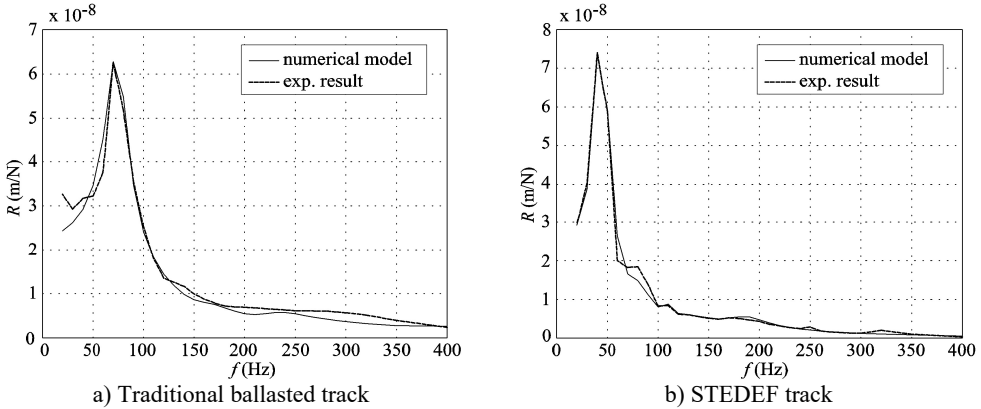 x 10-8
7
6
5
4
3
2
1
0
R (m/N)
numerical model
exp. result
0 50 100 150 200 250 300 350 400
f (Hz)
a) Traditional ballasted track
x 10-8
8
7
6
5
4
3
2
1
0
R (m/N)
numerical model
exp. result
0 50 100 150 200 250 300 350 400
f (Hz)
b) STEDEF track